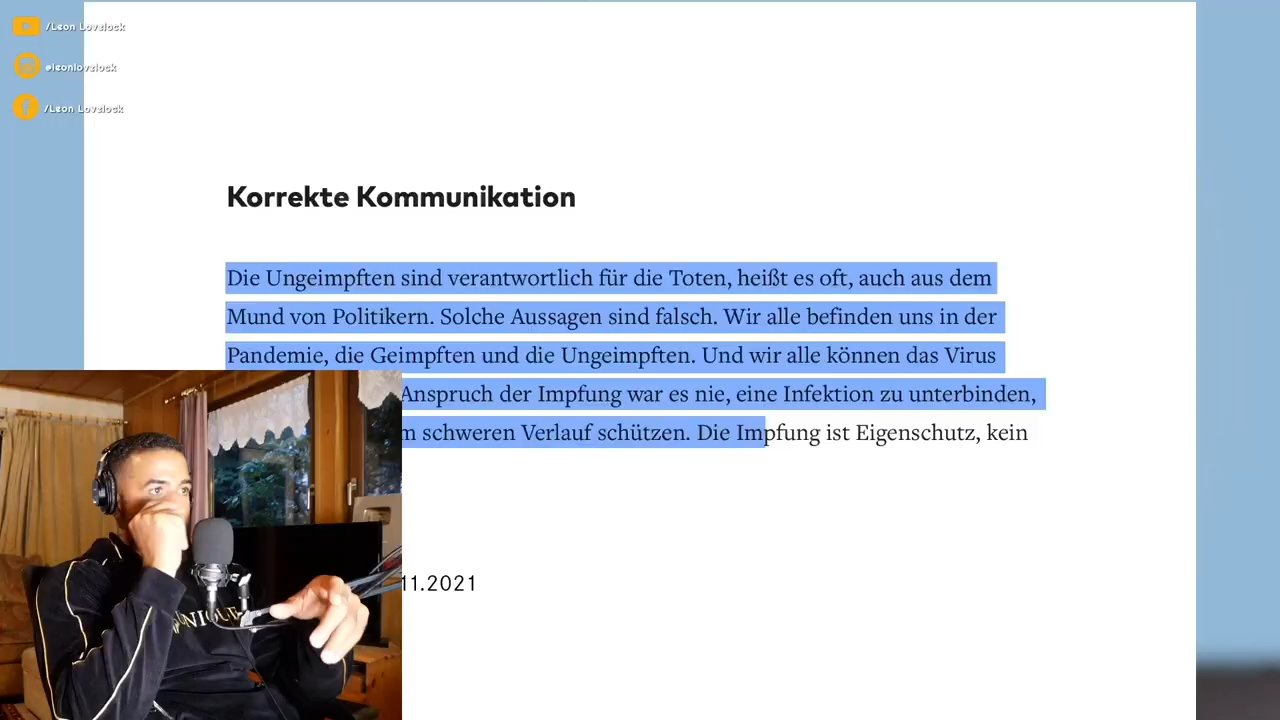 /Leon Lovelock
@leonlovelock
/Leon Lovelock
Korrekte Kommunikation
Die Ungeimpften sind verantwortlich für die Toten, heißt es oft, auch aus dem
Mund von Politikern. Solche Aussagen sind falsch. Wir alle befinden uns in der
Pandemie, die Geimpften und die Ungeimpften. Und wir alle können das Virus
Anspruch der Impfung war es nie, eine Infektion zu unterbinden,
m schweren Verlauf schützen. Die Impfung ist Eigenschutz, kein
11.2021
UNIQUE